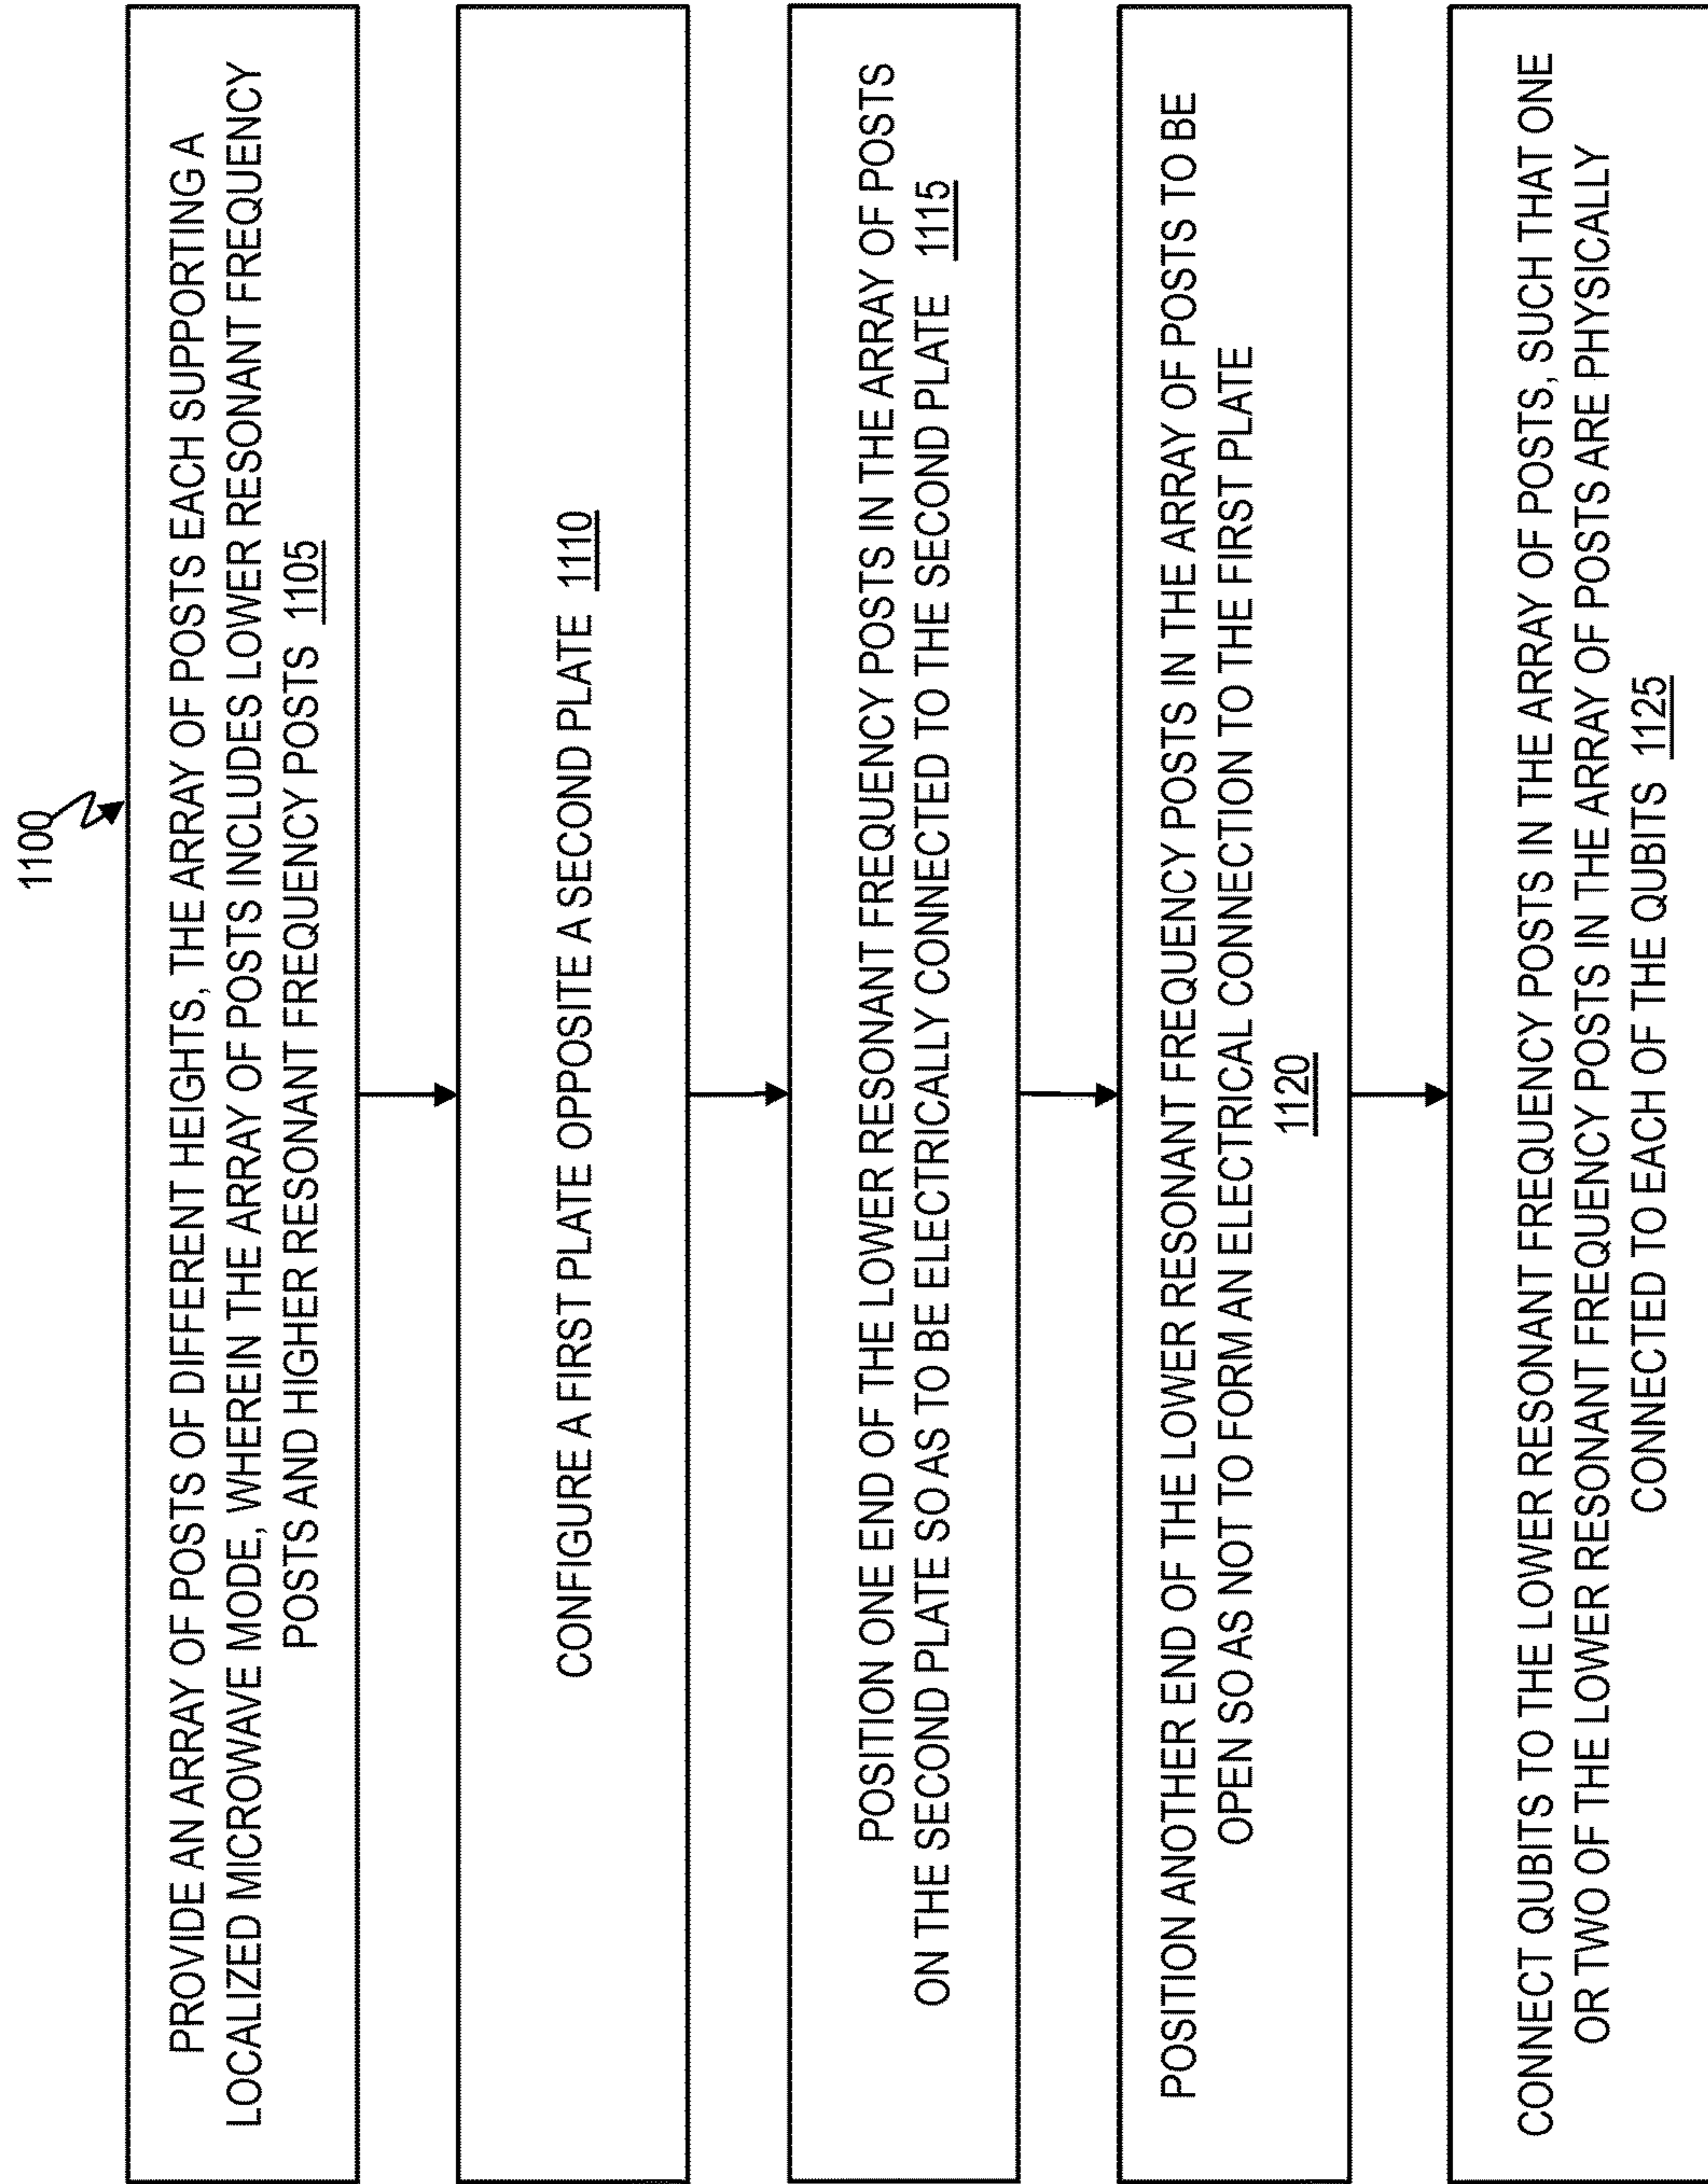 1100
PROVIDE AN ARRAY OF POSTS OF DIFFERENT HEIGHTS, THE ARRAY OF POSTS EACH SUPPORTING A
LOCALIZED MICROWAVE MODE, WHEREIN THE ARRAY OF POSTS INCLUDES LOWER RESONANT FREQUENCY
POSTS AND HIGHER RESONANT FREQUENCY POSTS 1105
CONFIGURE A FIRST PLATE OPPOSITE A SECOND PLATE 1110
POSITION ONE END OF THE LOWER RESONANT FREQUENCY POSTS IN THE ARRAY OF POSTS
ON THE SECOND PLATE SO AS TO BE ELECTRICALLY CONNECTED TO THE SECOND PLATE 1115
POSITION ANOTHER END OF THE LOWER RESONANT FREQUENCY POSTS IN THE ARRAY OF POSTS TO BE
OPEN SO AS NOT TO FORM AN ELECTRICAL CONNECTION TO THE FIRST PLATE
1120
CONNECT QUBITS TO THE LOWER RESONANT FREQUENCY POSTS IN THE ARRAY OF POSTS, SUCH THAT ONE
OR TWO OF THE LOWER RESONANT FREQUENCY POSTS IN THE ARRAY OF POSTS ARE PHYSICALLY
CONNECTED TO EACH OF THE QUBITS 1125